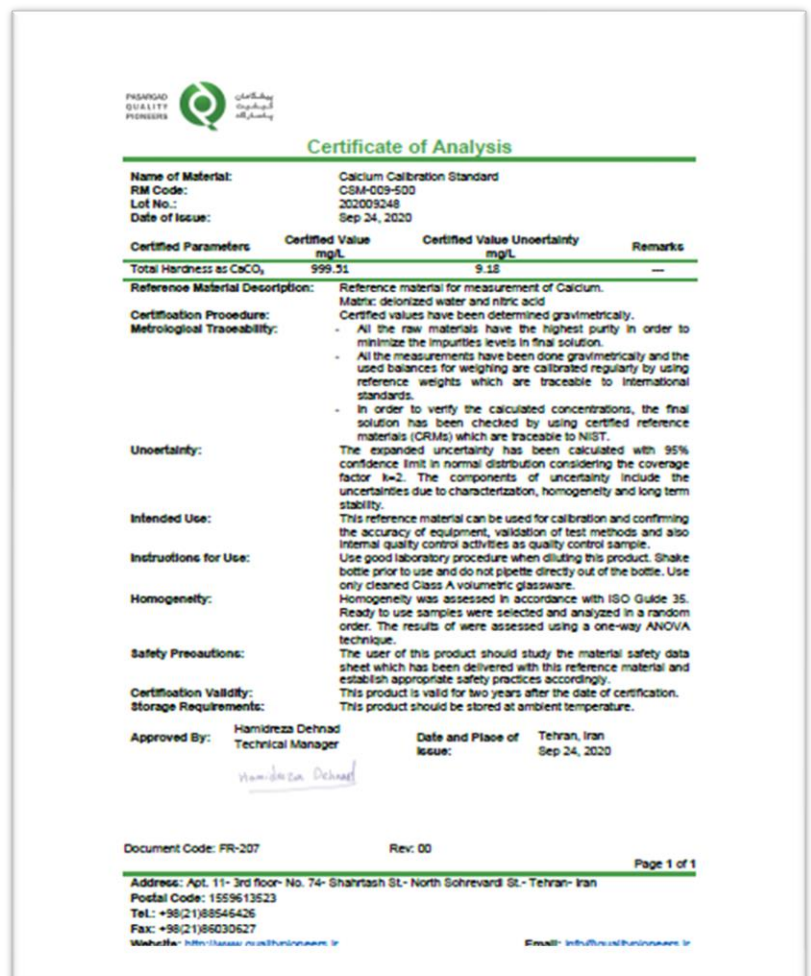 PASARGAD
QUALITY
PIONEERS
پیشگامان
کیفیت
پاسارگاد
Certificate of Analysis
Name of Material: Calcium Calibration Standard
RM Code: CSM-009-500
Lot No.: 202009248
Date of Issue: Sep 24, 2020
Certified Parameters Certified Value mg/L Certified Value Uncertainty mg/L Remarks
Total Hardness as CaCO₃ 999.51 9.18 ---
Reference Material Description: Reference material for measurement of Calcium.
Matrix: deionized water and nitric acid
Certification Procedure: Certified values have been determined gravimetrically.
Metrological Traceability: - All the raw materials have the highest purity in order to
minimize the impurities levels in final solution.
- All the measurements have been done gravimetrically and the
used balances for weighing are calibrated regularly by using
reference weights which are traceable to international
standards.
- In order to verify the calculated concentrations, the final
solution has been checked by using certified reference
materials (CRMs) which are traceable to NIST.
Uncertainty: The expanded uncertainty has been calculated with 95%
confidence limit in normal distribution considering the coverage
factor k=2. The components of uncertainty include the
uncertainties due to characterization, homogeneity and long term
stability.
Intended Use: This reference material can be used for calibration and confirming
the accuracy of equipment, validation of test methods and also
internal quality control activities as quality control sample.
Instructions for Use: Use good laboratory procedure when diluting this product. Shake
bottle prior to use and do not pipette directly out of the bottle. Use
only cleaned Class A volumetric glassware.
Homogeneity: Homogeneity was assessed in accordance with ISO Guide 35.
Ready to use samples were selected and analyzed in a random
order. The results of were assessed using a one-way ANOVA
technique.
Safety Precautions: The user of this product should study the material safety data
sheet which has been delivered with this reference material and
establish appropriate safety practices accordingly.
Certification Validity: This product is valid for two years after the date of certification.
Storage Requirements: This product should be stored at ambient temperature.
Approved By: Hamidreza Dehnad
Technical Manager
Date and Place of Issue: Tehran, Iran
Sep 24, 2020
Hamidreza Dehnad
Document Code: FR-207 Rev: 00
Page 1 of 1
Address: Apt. 11- 3rd floor- No. 74- Shahrtash St.- North Sohrevardi St.- Tehran- Iran
Postal Code: 1559613523
Tel.: +98(21)88546426
Fax: +98(21)86030627
Website: http://www.qualitypioneers.ir Email: info@qualitypioneers.ir